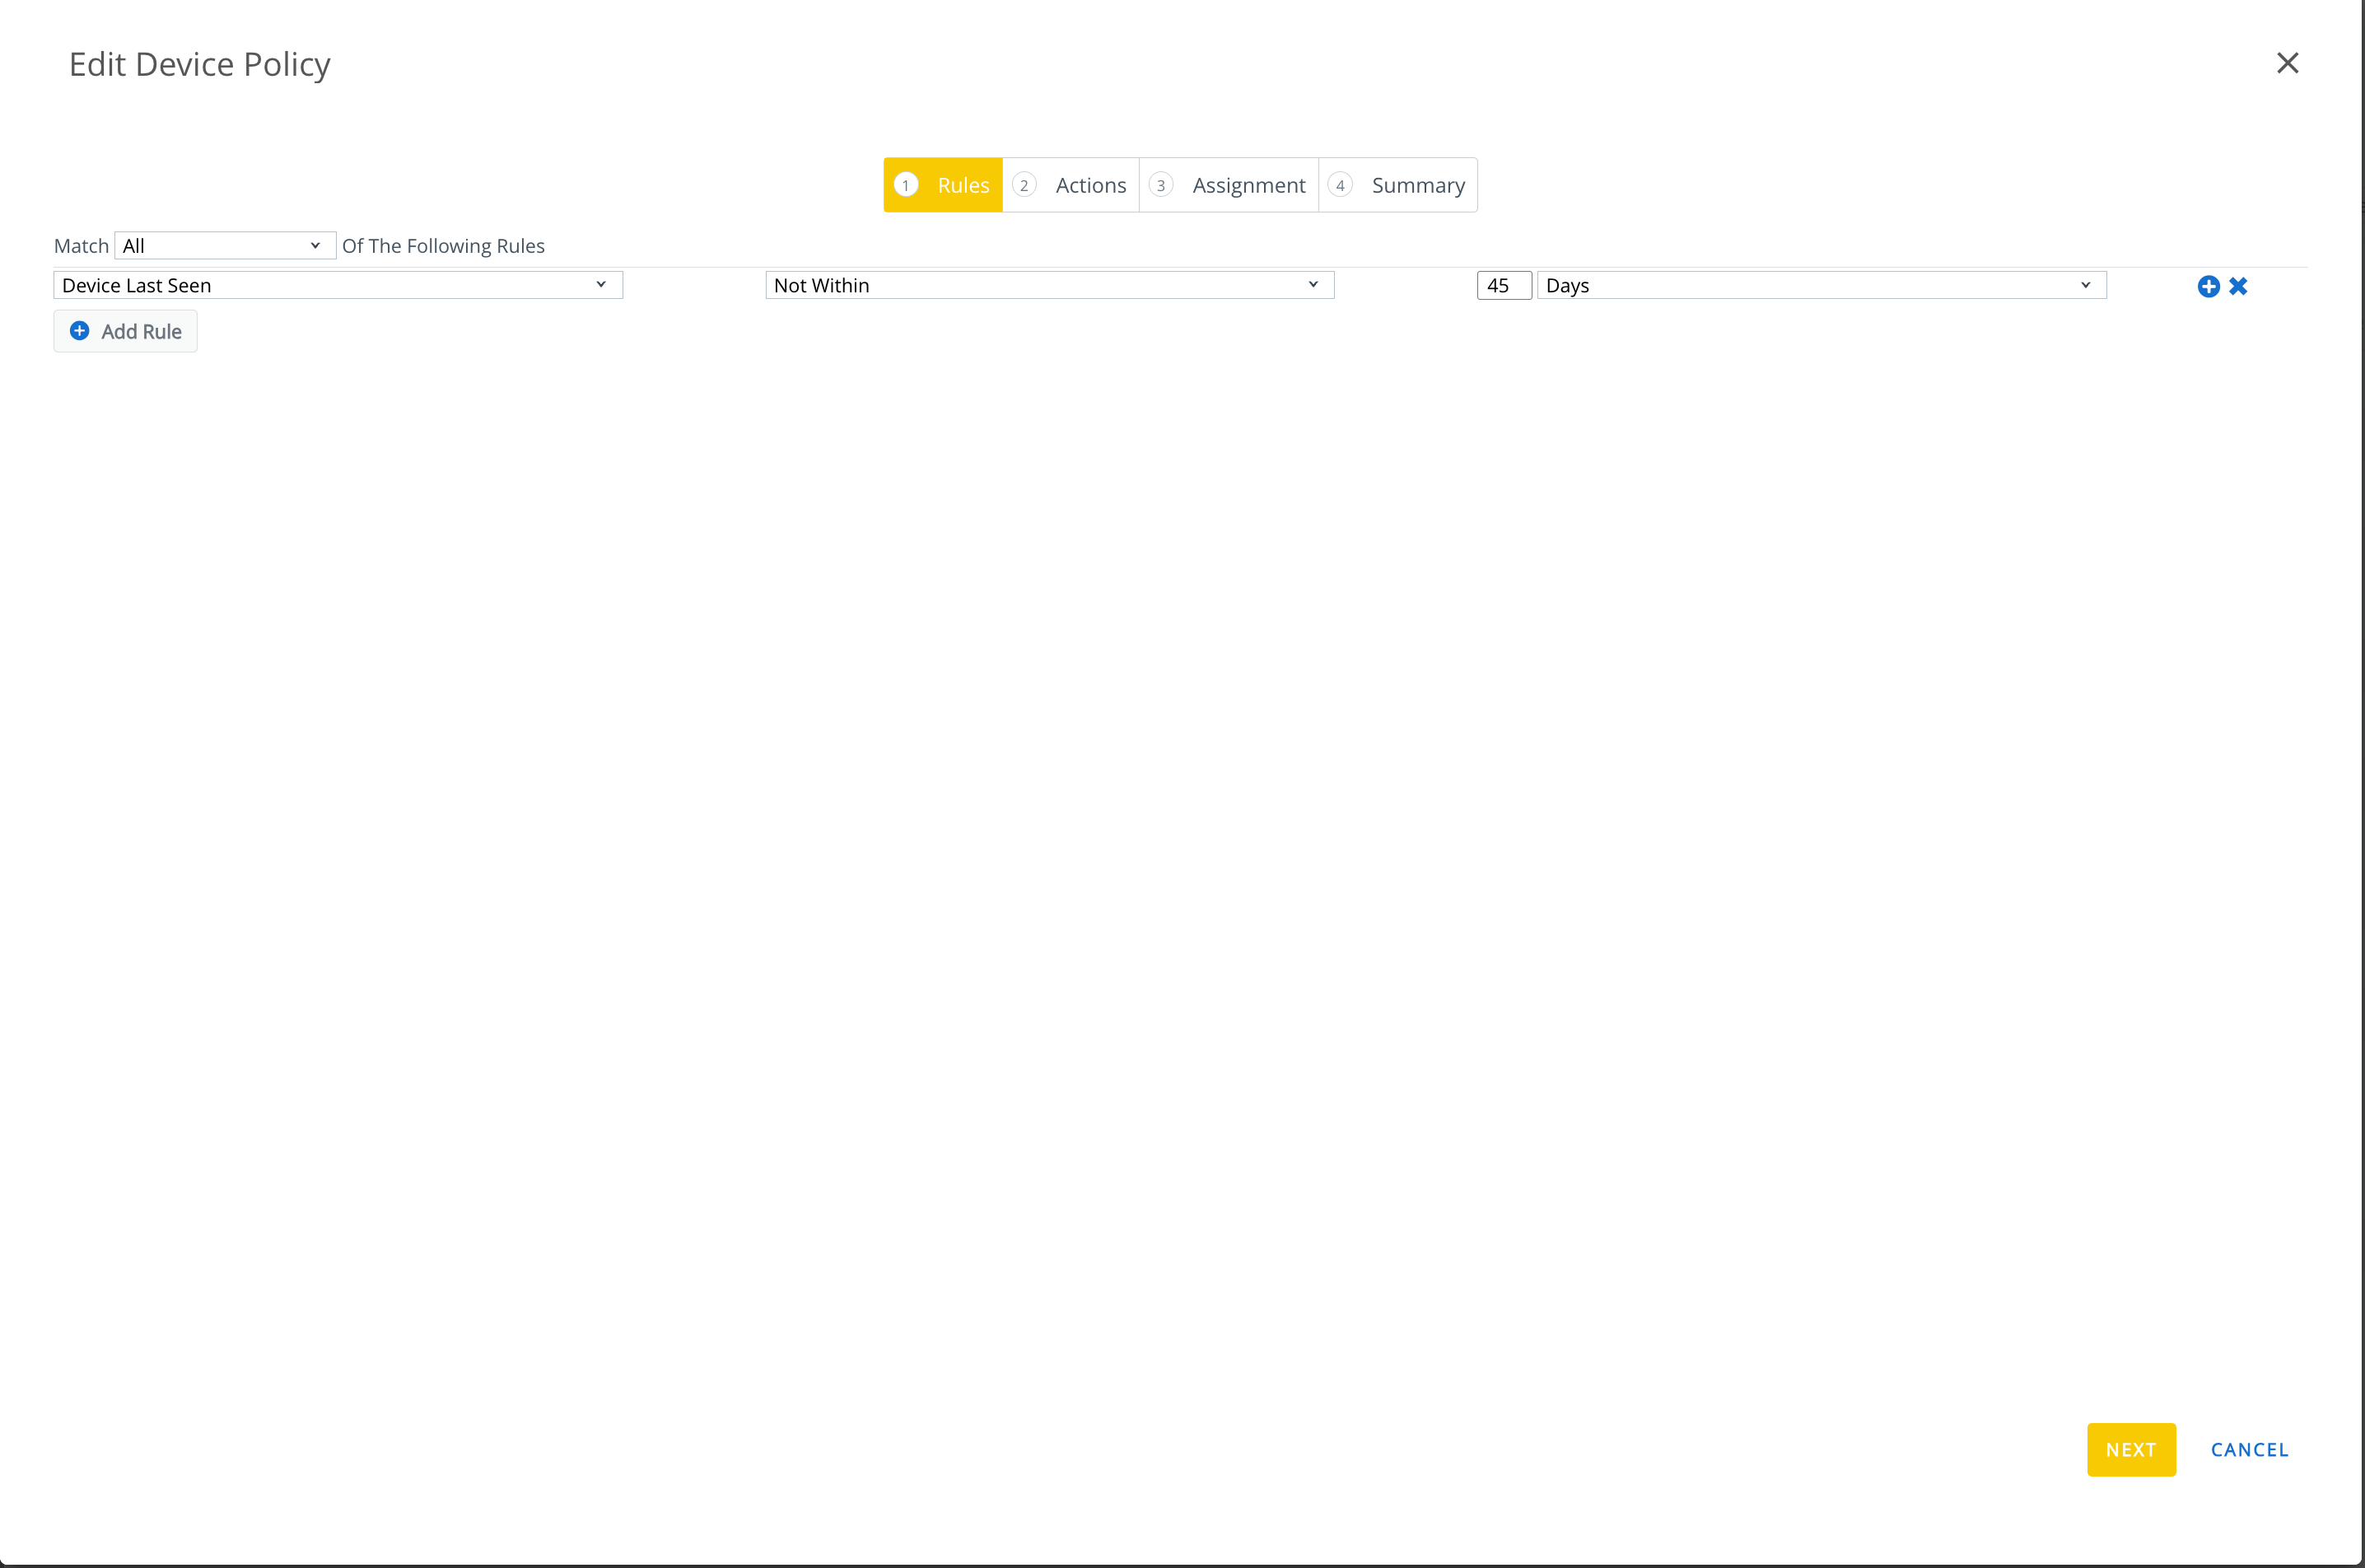 Edit Device Policy
1 Rules 2 Actions 3 Assignment 4 Summary
Match All Of The Following Rules
Device Last Seen Not Within 45 Days
Add Rule
NEXT CANCEL